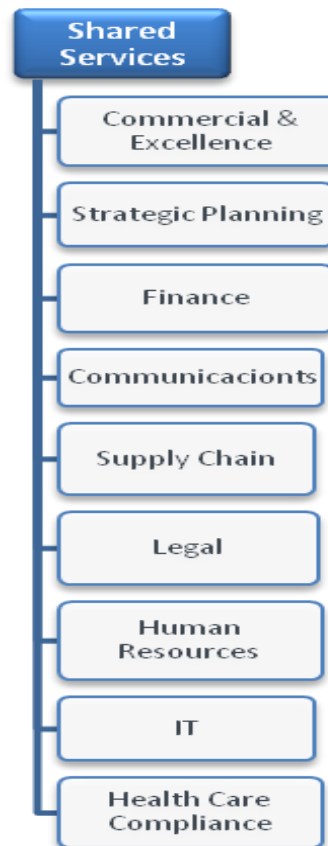 Shared
Services
Commercial &
Excellence
Strategic Planning
Finance
Communicacionts
Supply Chain
Legal
Human
Resources
IT
Health Care
Compliance